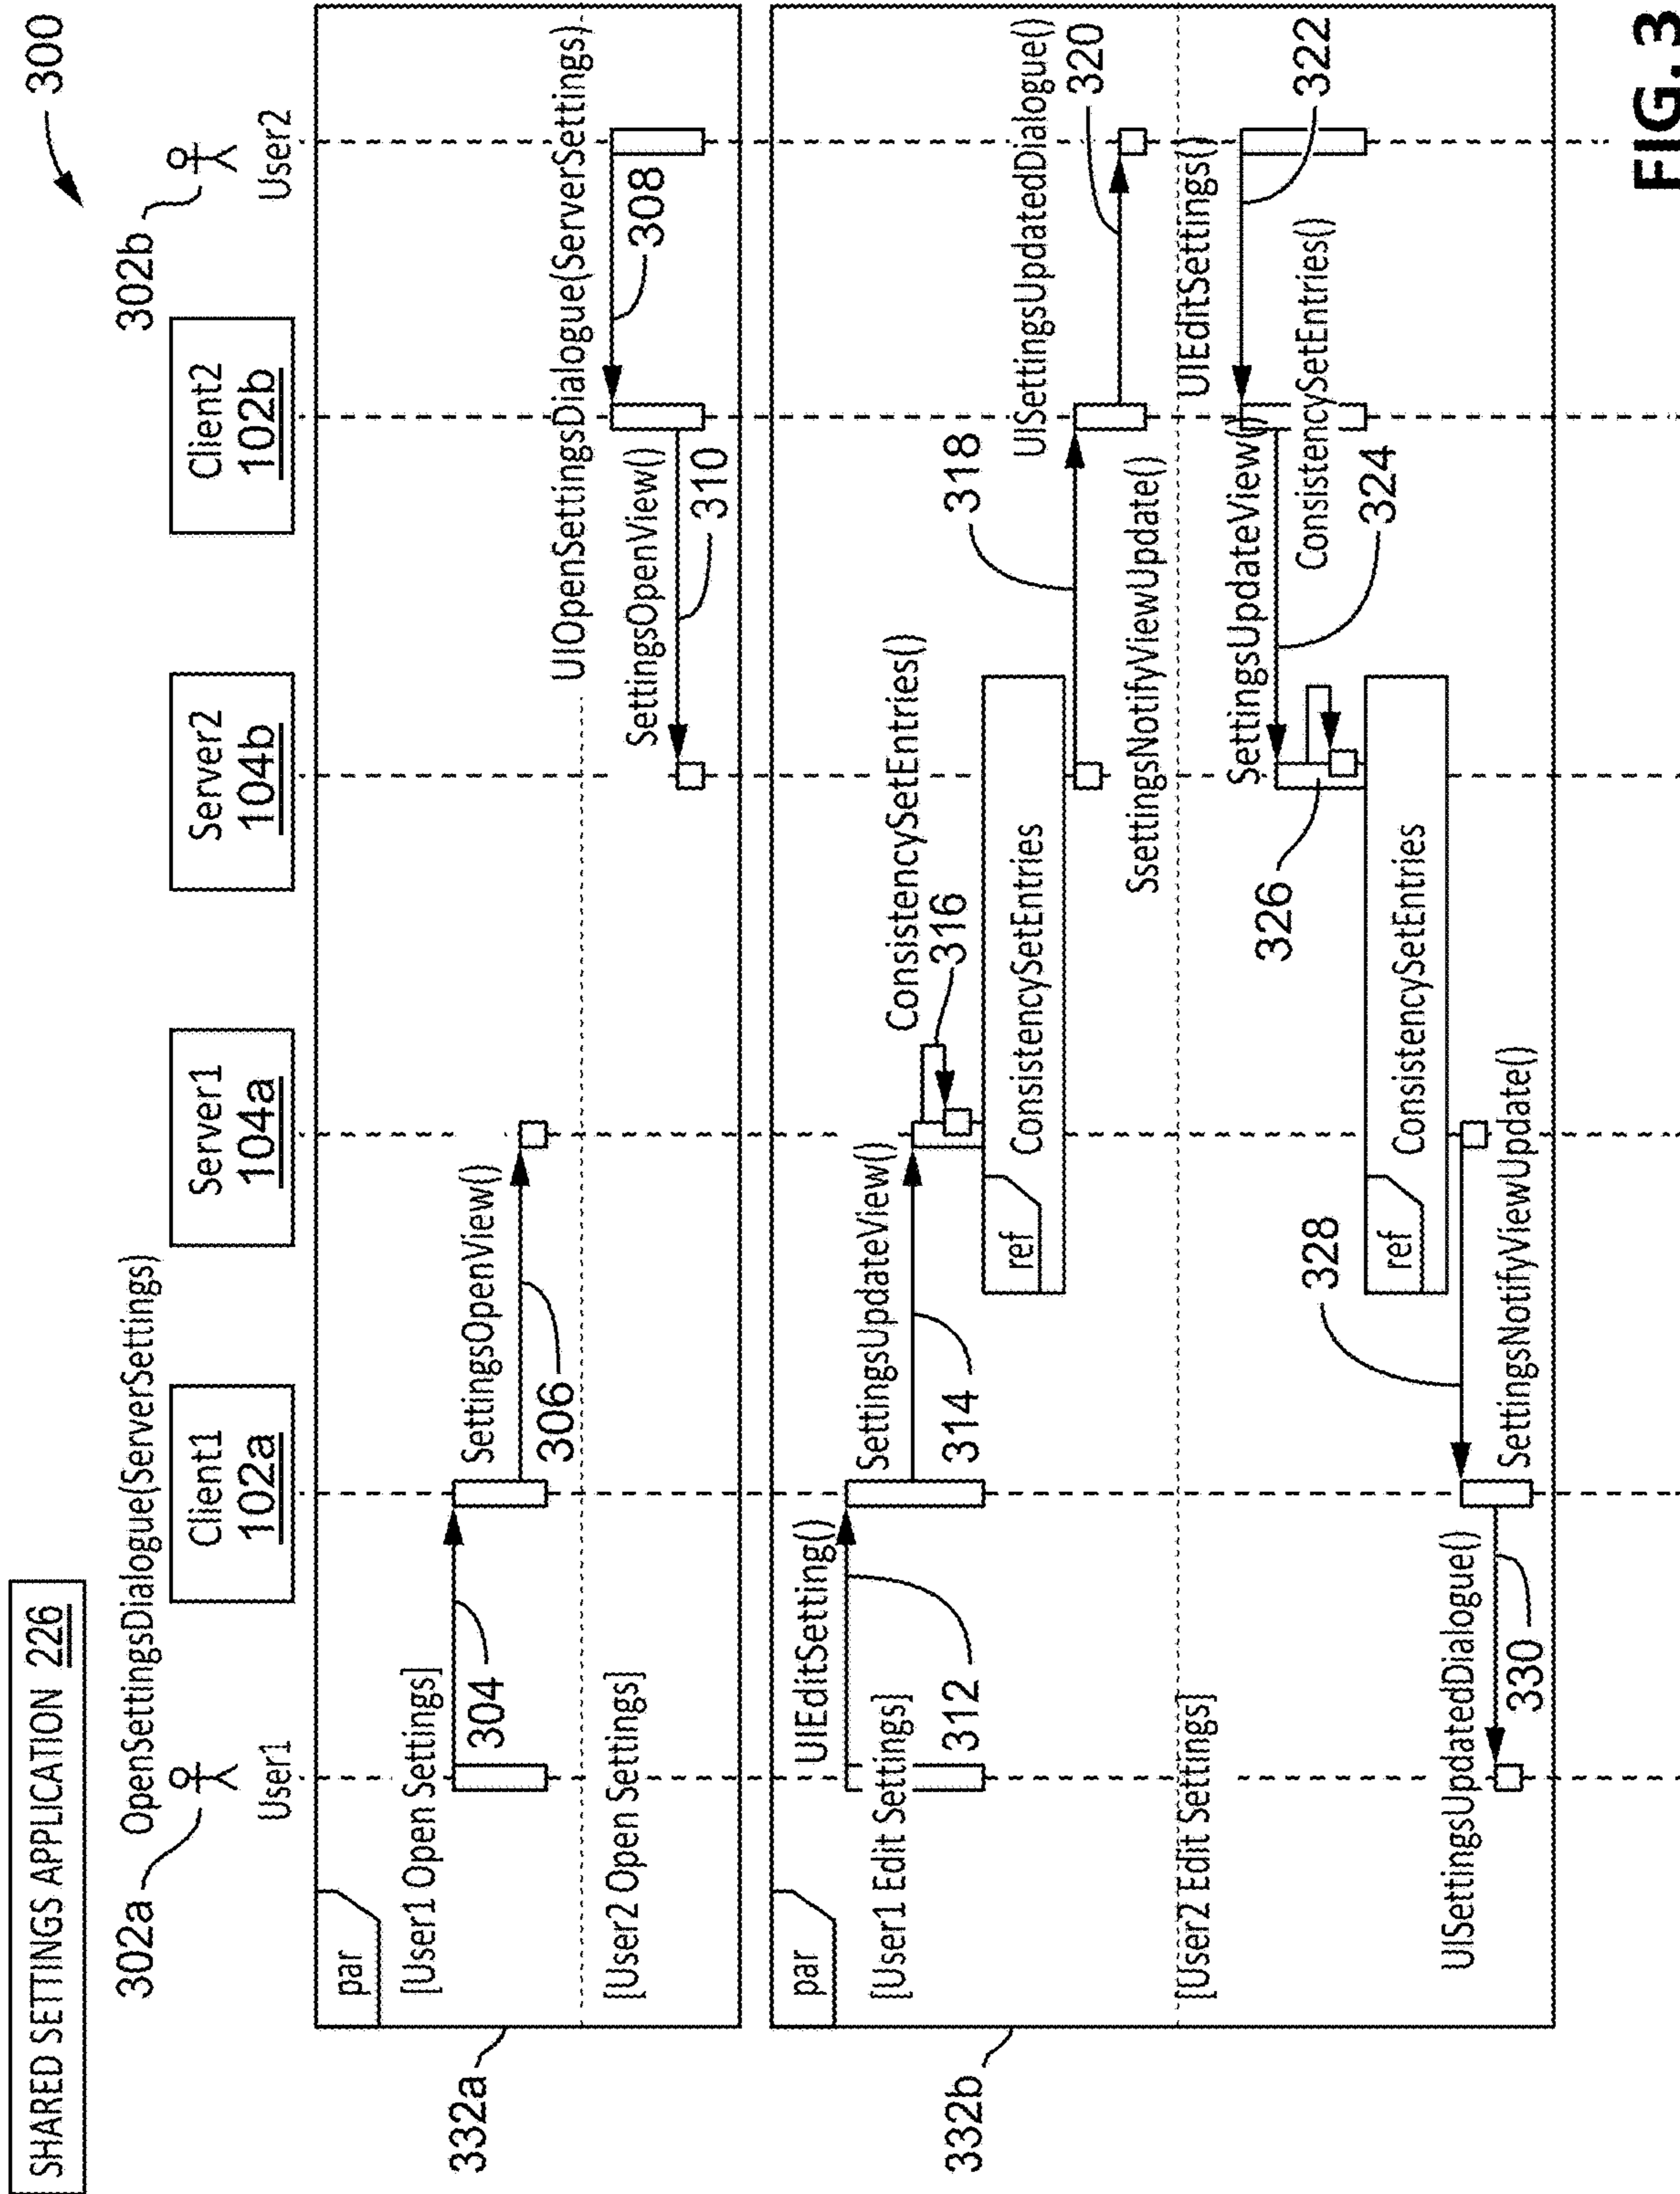 SHARED SETTINGS APPLICATION 226
300
302a
302b
OpenSettingsDialogue(ServerSettings)
User1
Client1
102a
Server1
104a
Server2
104b
Client2
102b
User2
332a
par
[User1 Open Settings]
304
SettingsOpenView()
306
[User2 Open Settings]
UIOpenSettingsDialogue(ServerSettings)
308
SettingsOpenView()
310
332b
par
UIEditSetting()
[User1 Edit Settings]
312
SettingsUpdateView()
314
ConsistencySetEntries()
316
ref
ConsistencySetEntries
318
SsettingsNotifyViewUpdate()
UISettingsUpdatedDialogue()
320
[User2 Edit Settings]
UIEditSettings()
322
SettingsUpdateView()
324
ConsistencySetEntries()
326
ref
ConsistencySetEntries
328
SettingsNotifyViewUpdate()
UISettingsUpdatedDialogue()
330
FIG. 3